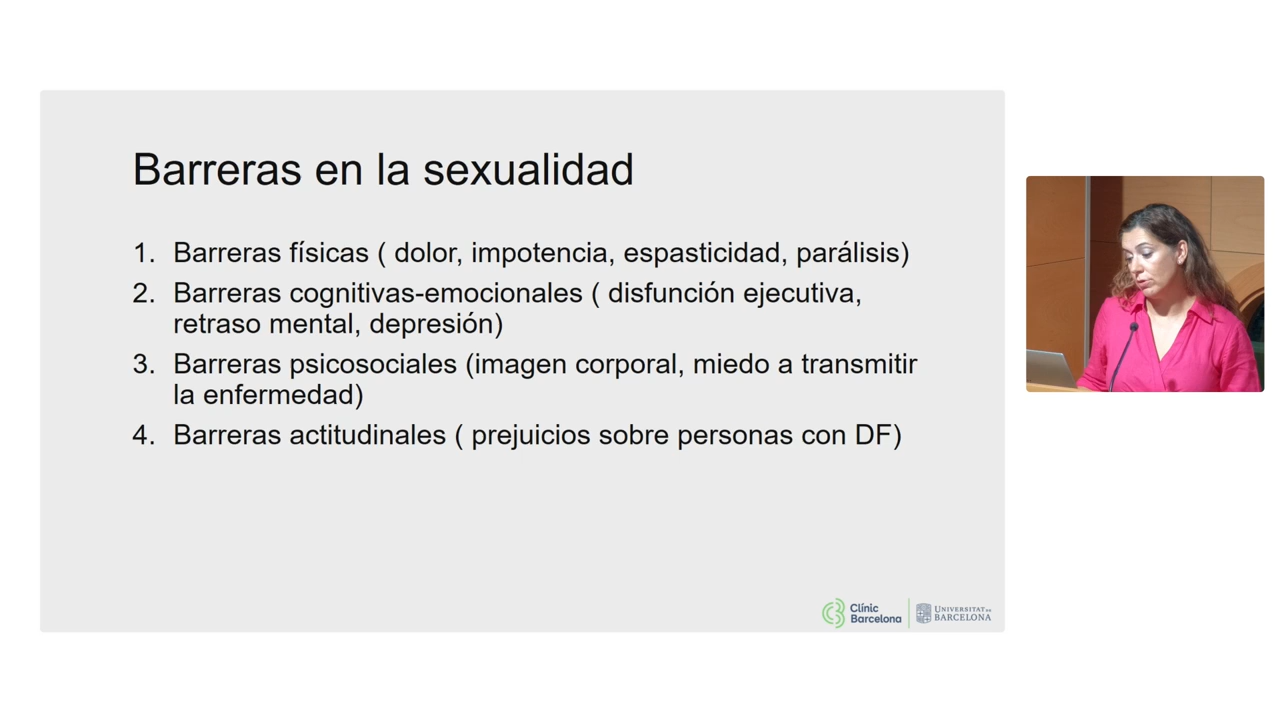 Barreras en la sexualidad
1. Barreras físicas ( dolor, impotencia, espasticidad, parálisis)
2. Barreras cognitivas-emocionales ( disfunción ejecutiva,
retraso mental, depresión)
3. Barreras psicosociales (imagen corporal, miedo a transmitir
la enfermedad)
4. Barreras actitudinales ( prejuicios sobre personas con DF)
Clínic
Barcelona
UNIVERSITAT DE
BARCELONA